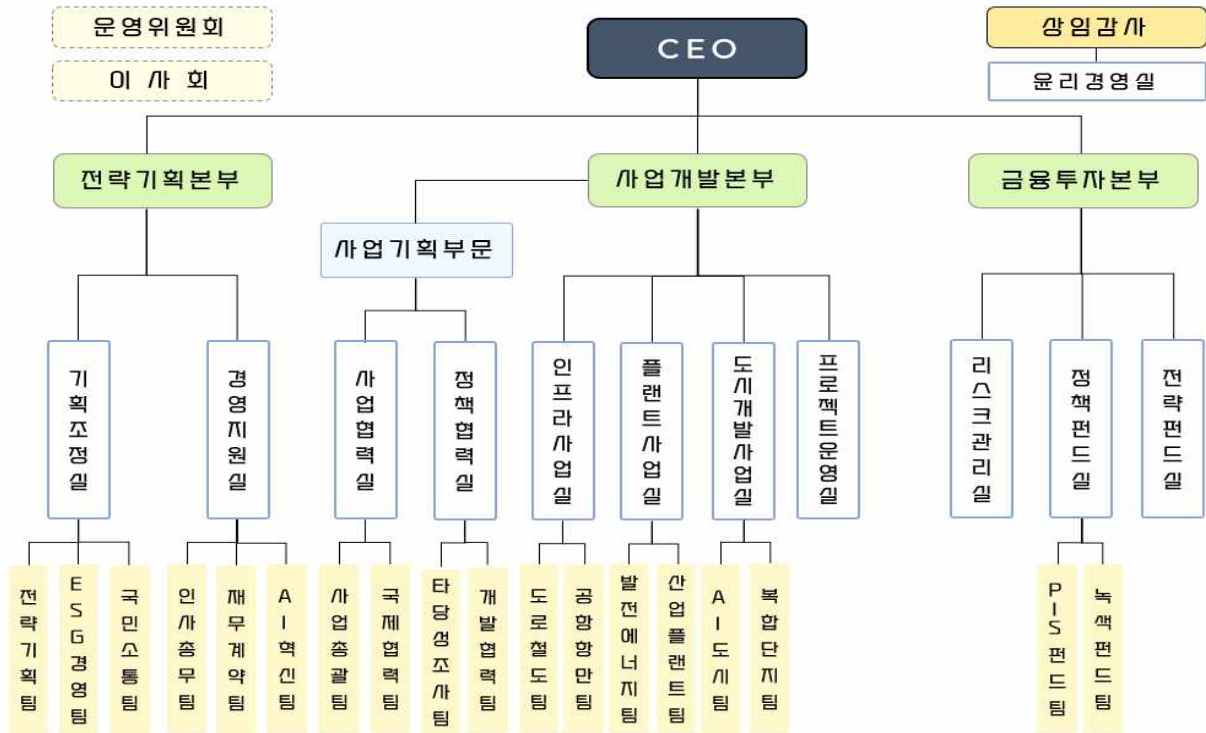 운영위원회
이 사 회
CEO
상임감사
윤리경영실
전략기획본부
사업개발본부
금융투자본부
사업기획부문
기획조정실
경영지원실
사업협력실
정책협력실
인프라사업실
플랜트사업실
도시개발사업실
프로젝트운영실
리스크관리실
정책펀드실
전략펀드실
전략기획팀
ESG경영팀
국민소통팀
인사총무팀
재무계약팀
AI혁신팀
사업총괄팀
국제협력팀
타당성조사팀
개발협력팀
도로철도팀
공항항만팀
발전에너지팀
산업플랜트팀
AI도시팀
복합단지팀
PIS펀드팀
녹색펀드팀